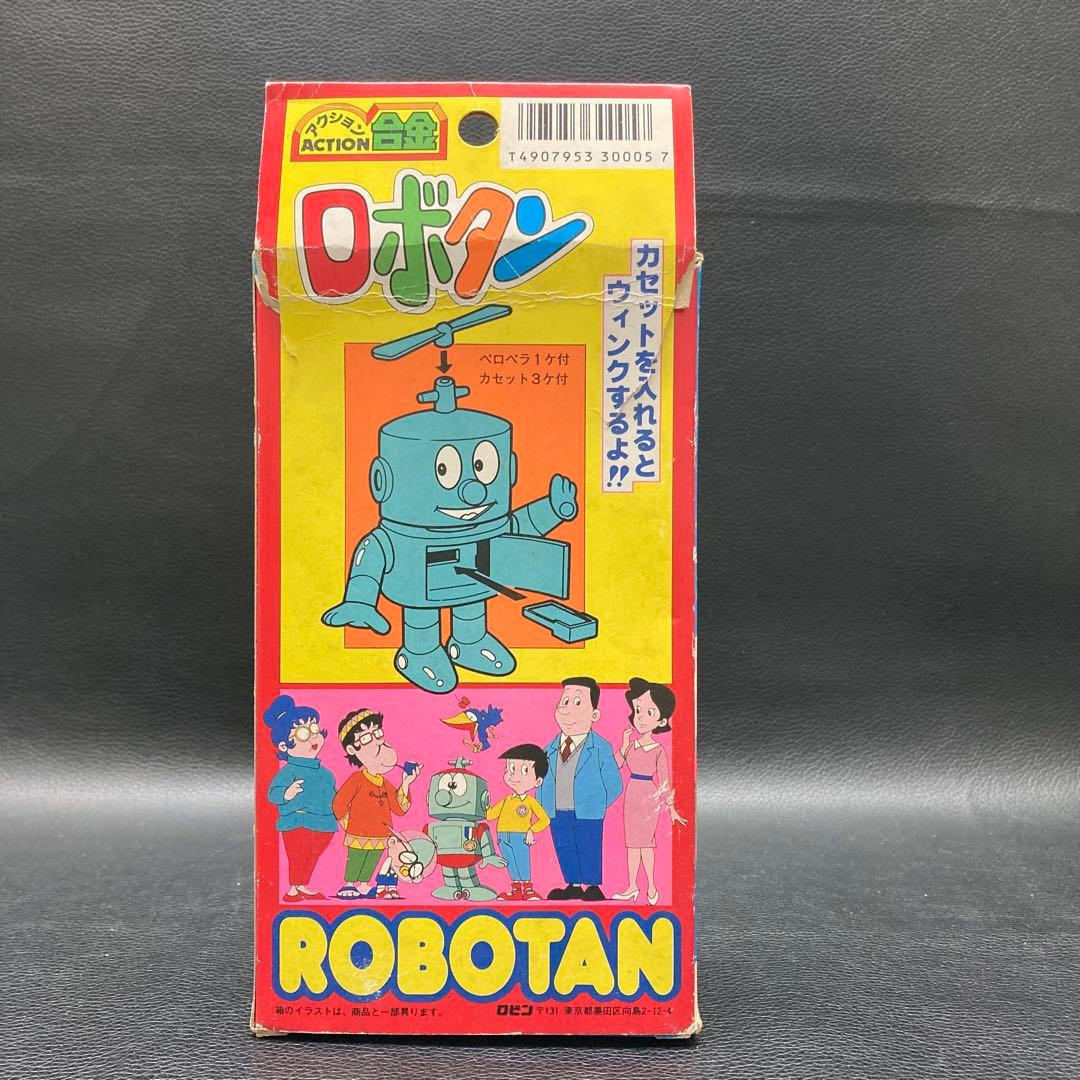 アクション
ACTION
合金
T4907953 30005 7
ロボタン
カセットを入れると
ウィンクするよ!!
ペロペラ1ケ付
カセット3ケ付
ROBOTAN
箱のイラストは、商品と一部異ります。
ロビン 〒131 東京都墨田区向島2-12-4